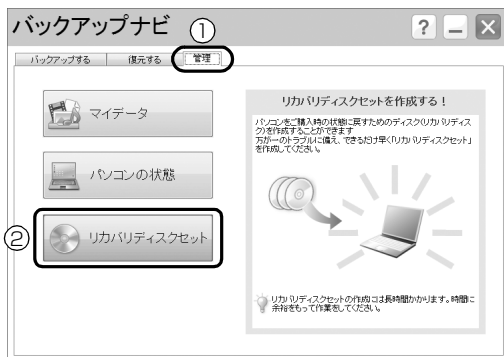 バックアップナビ
①
? - ×
バックアップする 復元する 管理
マイデータ
パソコンの状態
②
リカバリディスクセット
リカバリディスクセットを作成する!
パソコンをご購入時の状態に戻すためのディスク(リカバリディス
ク)を作成することができます
万が一のトラブルに備え、できるだけ早く「リカバリディスクセット」
を作成してください。
リカバリディスクセットの作成には長時間かかります。時間に
余裕をもって作業をしてください。